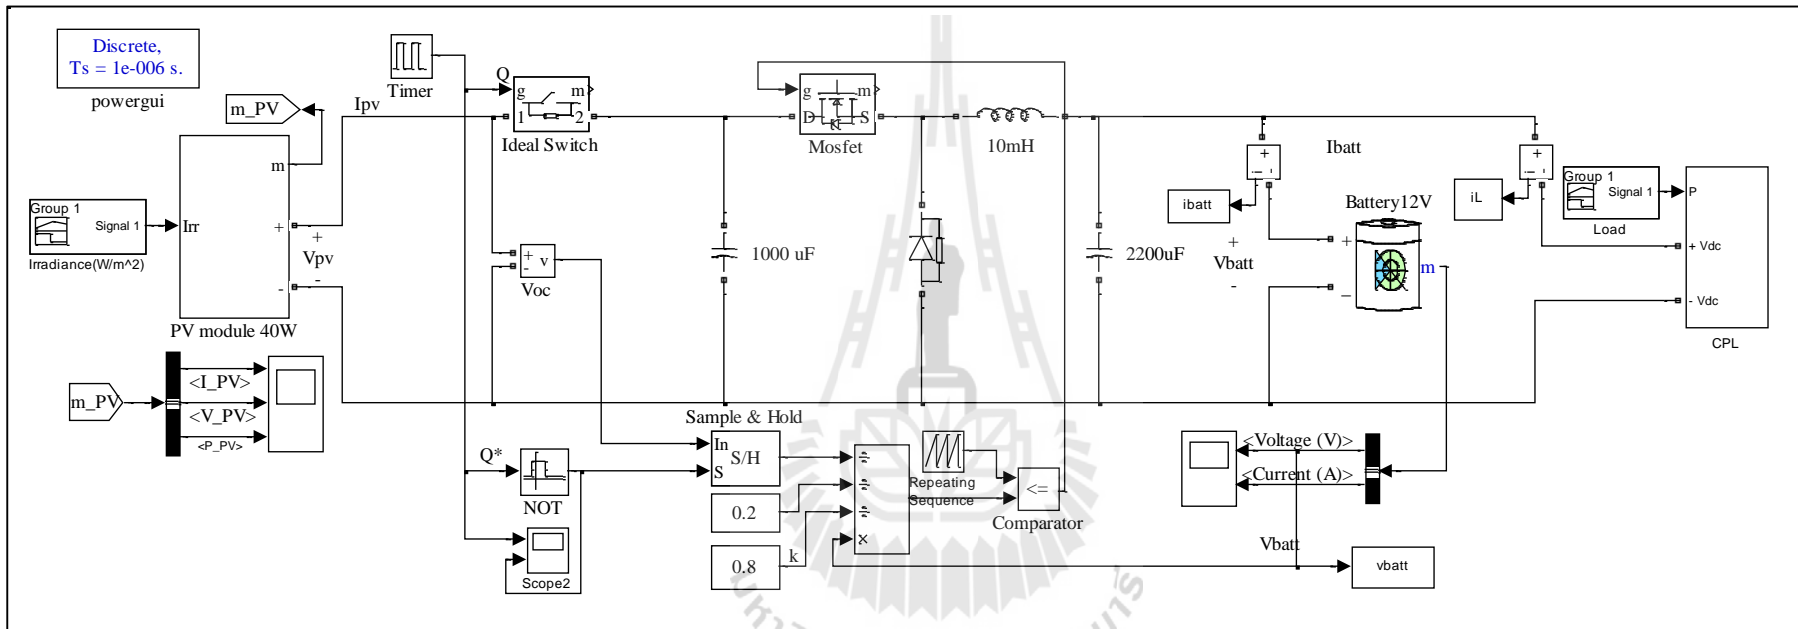 Discrete,
Ts = 1e-006 s.
powergui
m_PV
Ipv
Timer
Q
g
m
1
2
Ideal Switch
g
m
D
S
Mosfet
10mH
Ibatt
+
-
ibatt
+
-
iL
Group 1
Signal 1
Load
P
+ Vdc
- Vdc
CPL
Group 1
Signal 1
Irradiance(W/m^2)
Irr
m
+
-
PV module 40W
+
Vpv
-
+
-
v
Voc
1000 uF
2200uF
+
Vbatt
-
Battery12V
+
−
m
m_PV
<I_PV>
<V_PV>
<P_PV>
Q*
NOT
Scope2
Sample & Hold
In
S/H
S
0.2
0.8
k
÷
÷
÷
×
Repeating
Sequence
<=
Comparator
<Voltage (V)>
<Current (A)>
Vbatt
vbatt